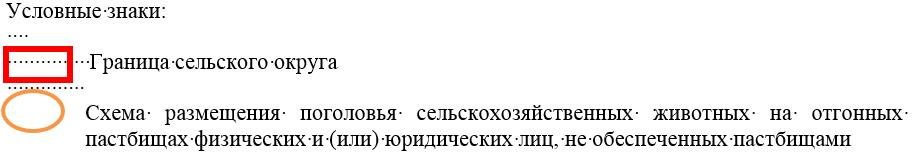 Условные знаки:
Граница сельского округа
Схема размещения поголовья сельскохозяйственных животных на отгонных
пастбищах физических и (или) юридических лиц, не обеспеченных пастбищами